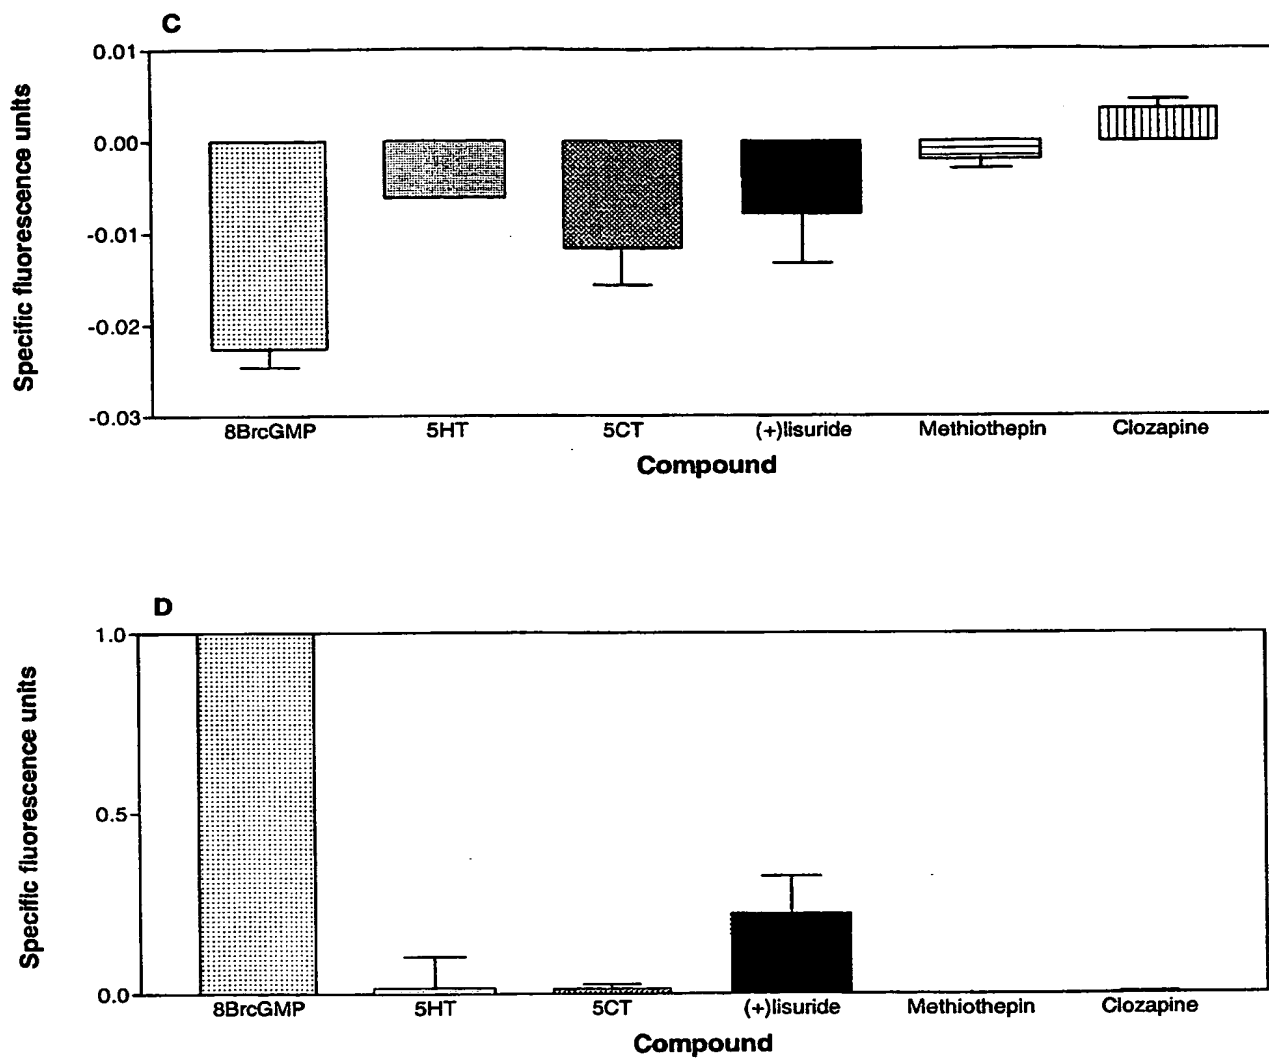 C
Specific fluorescence units
0.01
0.00
-0.01
-0.02
-0.03
8BrcGMP 5HT 5CT (+)lisuride Methiothepin Clozapine
Compound
D
Specific fluorescence units
1.0
0.5
0.0
8BrcGMP 5HT 5CT (+)lisuride Methiothepin Clozapine
Compound